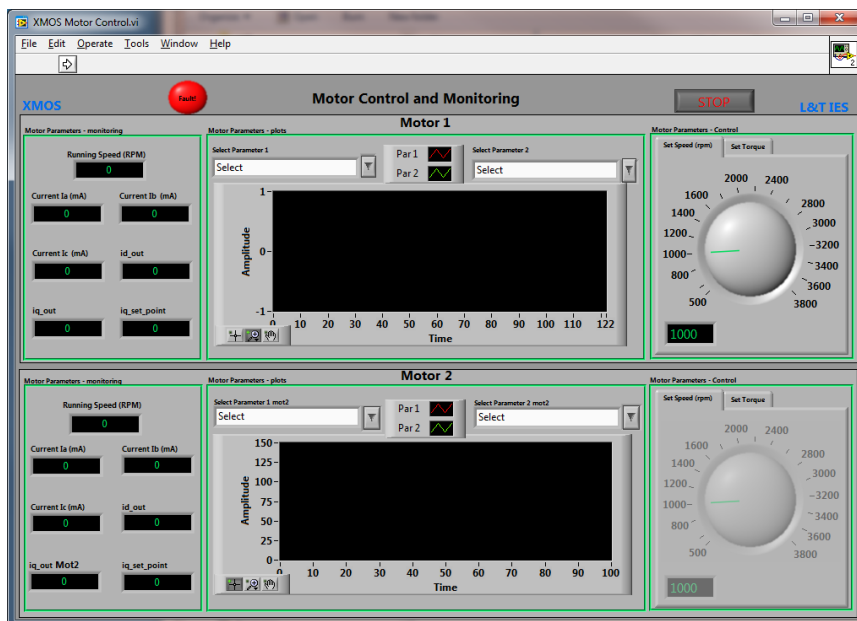 XMOS Motor Control.vi
File Edit Operate Tools Window Help
2
XMOS
Fault!
Motor Control and Monitoring
STOP
L&T IES
Motor 1
Motor Parameters - monitoring
Running Speed (RPM)
0
Current Ia (mA) Current Ib (mA)
0 0
Current Ic (mA) id_out
0 0
iq_out iq_set_point
0 0
Motor Parameters - plots
Select Parameter 1
Select
Par 1
Par 2
Select Parameter 2
Select
1
0
-1
Amplitude
0 10 20 30 40 50 60 70 80 90 100 110 122
Time
Motor Parameters - Control
Set Speed (rpm) Set Torque
500
800
1000
1200
1400
1600
2000
2400
2800
3000
3200
3400
3600
3800
1000
Motor 2
Motor Parameters - monitoring
Running Speed (RPM)
0
Current Ia (mA) Current Ib (mA)
0 0
Current Ic (mA) id_out
0 0
iq_out Mot2 iq_set_point
0 0
Motor Parameters - plots
Select Parameter 1 mot2
Select
Par 1
Par 2
Select Parameter 2 mot2
Select
150
125
100
75
50
25
0
Amplitude
0 10 20 30 40 50 60 70 80 90 100
Time
Motor Parameters - Control
Set Speed (rpm) Set Torque
500
800
1000
1200
1400
1600
2000
2400
2800
3000
3200
3400
3600
3800
1000